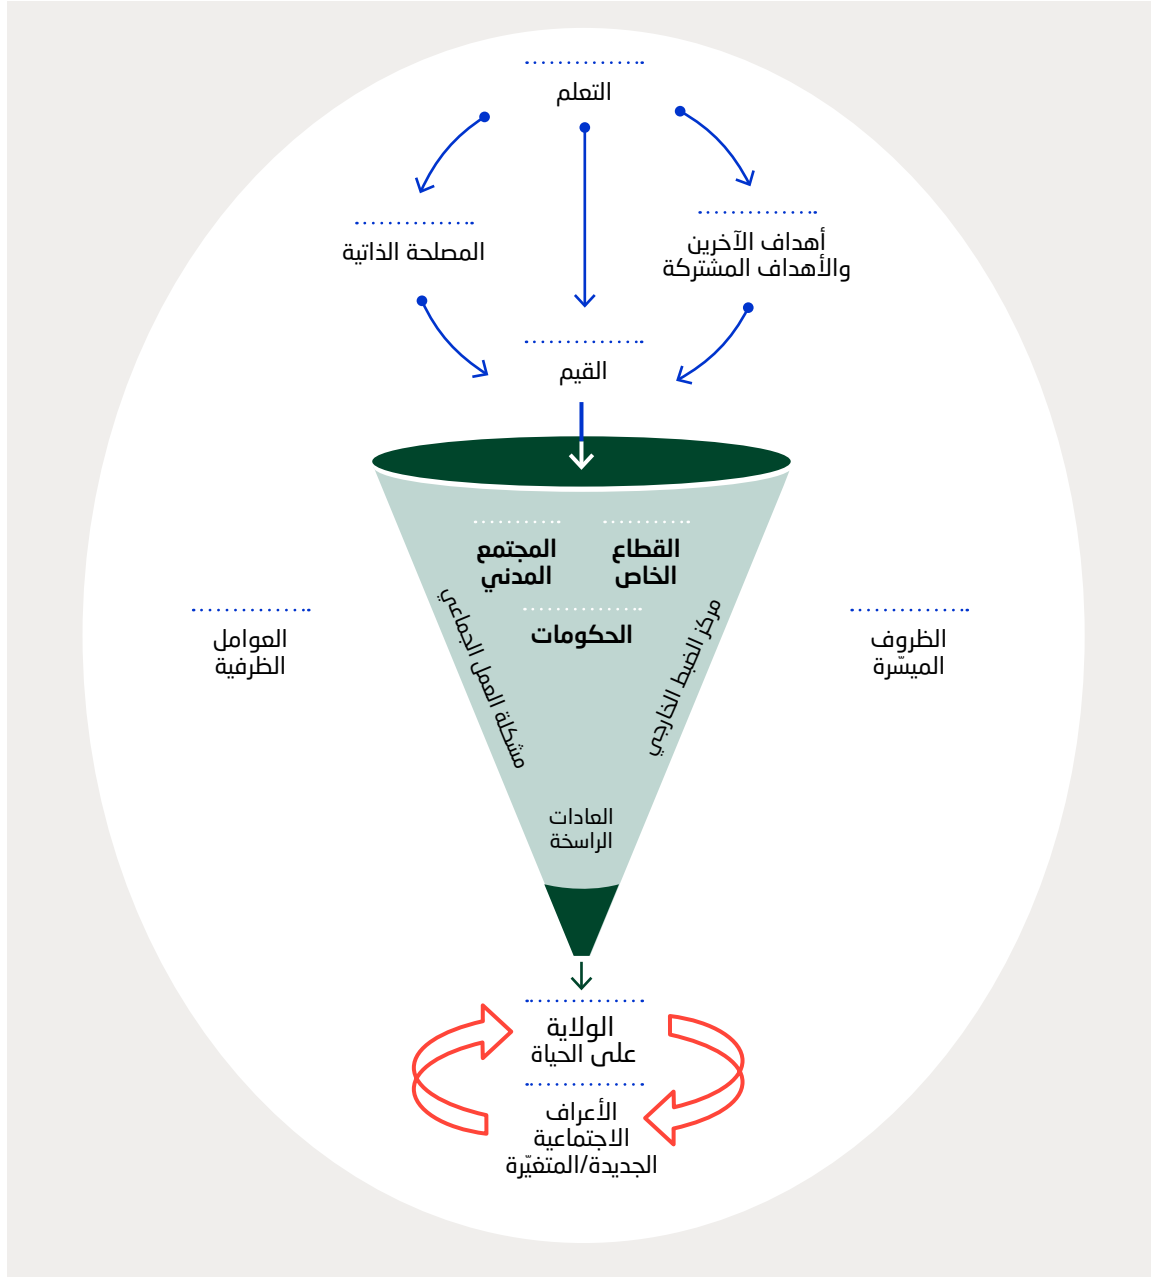 التعلم
أهداف الآخرين
والأهداف المشتركة
المصلحة الذاتية
القيم
القطاع
الخاص
المجتمع
المدني
الحكومات
مركز الضبط الخارجي
مشكلة العمل الجماعي
الظروف
الميسّرة
العوامل
الظرفية
العادات
الراسخة
الولاية
على الحياة
الأعراف
الاجتماعية
الجديدة/المتغيّرة